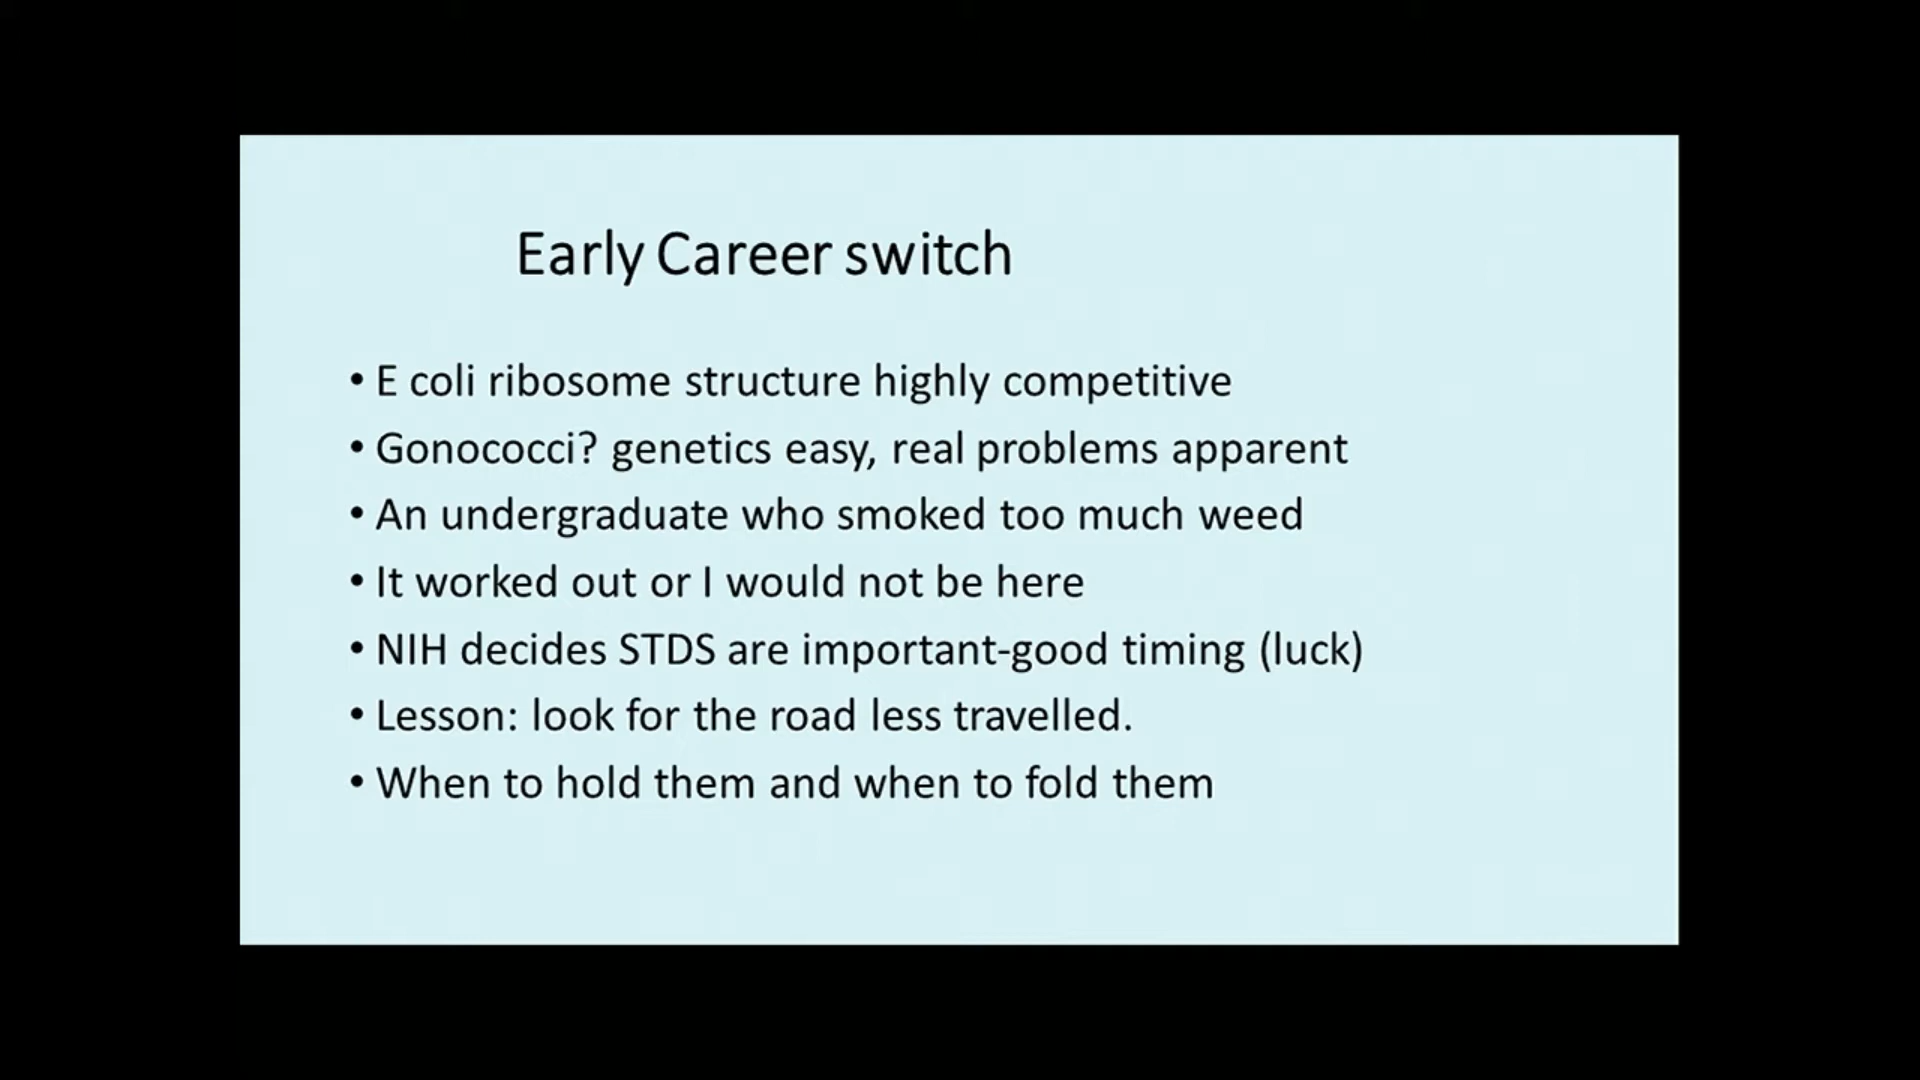 Early Career switch
• E coli ribosome structure highly competitive
• Gonococci? genetics easy, real problems apparent
• An undergraduate who smoked too much weed
• It worked out or I would not be here
• NIH decides STDS are important-good timing (luck)
• Lesson: look for the road less travelled.
• When to hold them and when to fold them